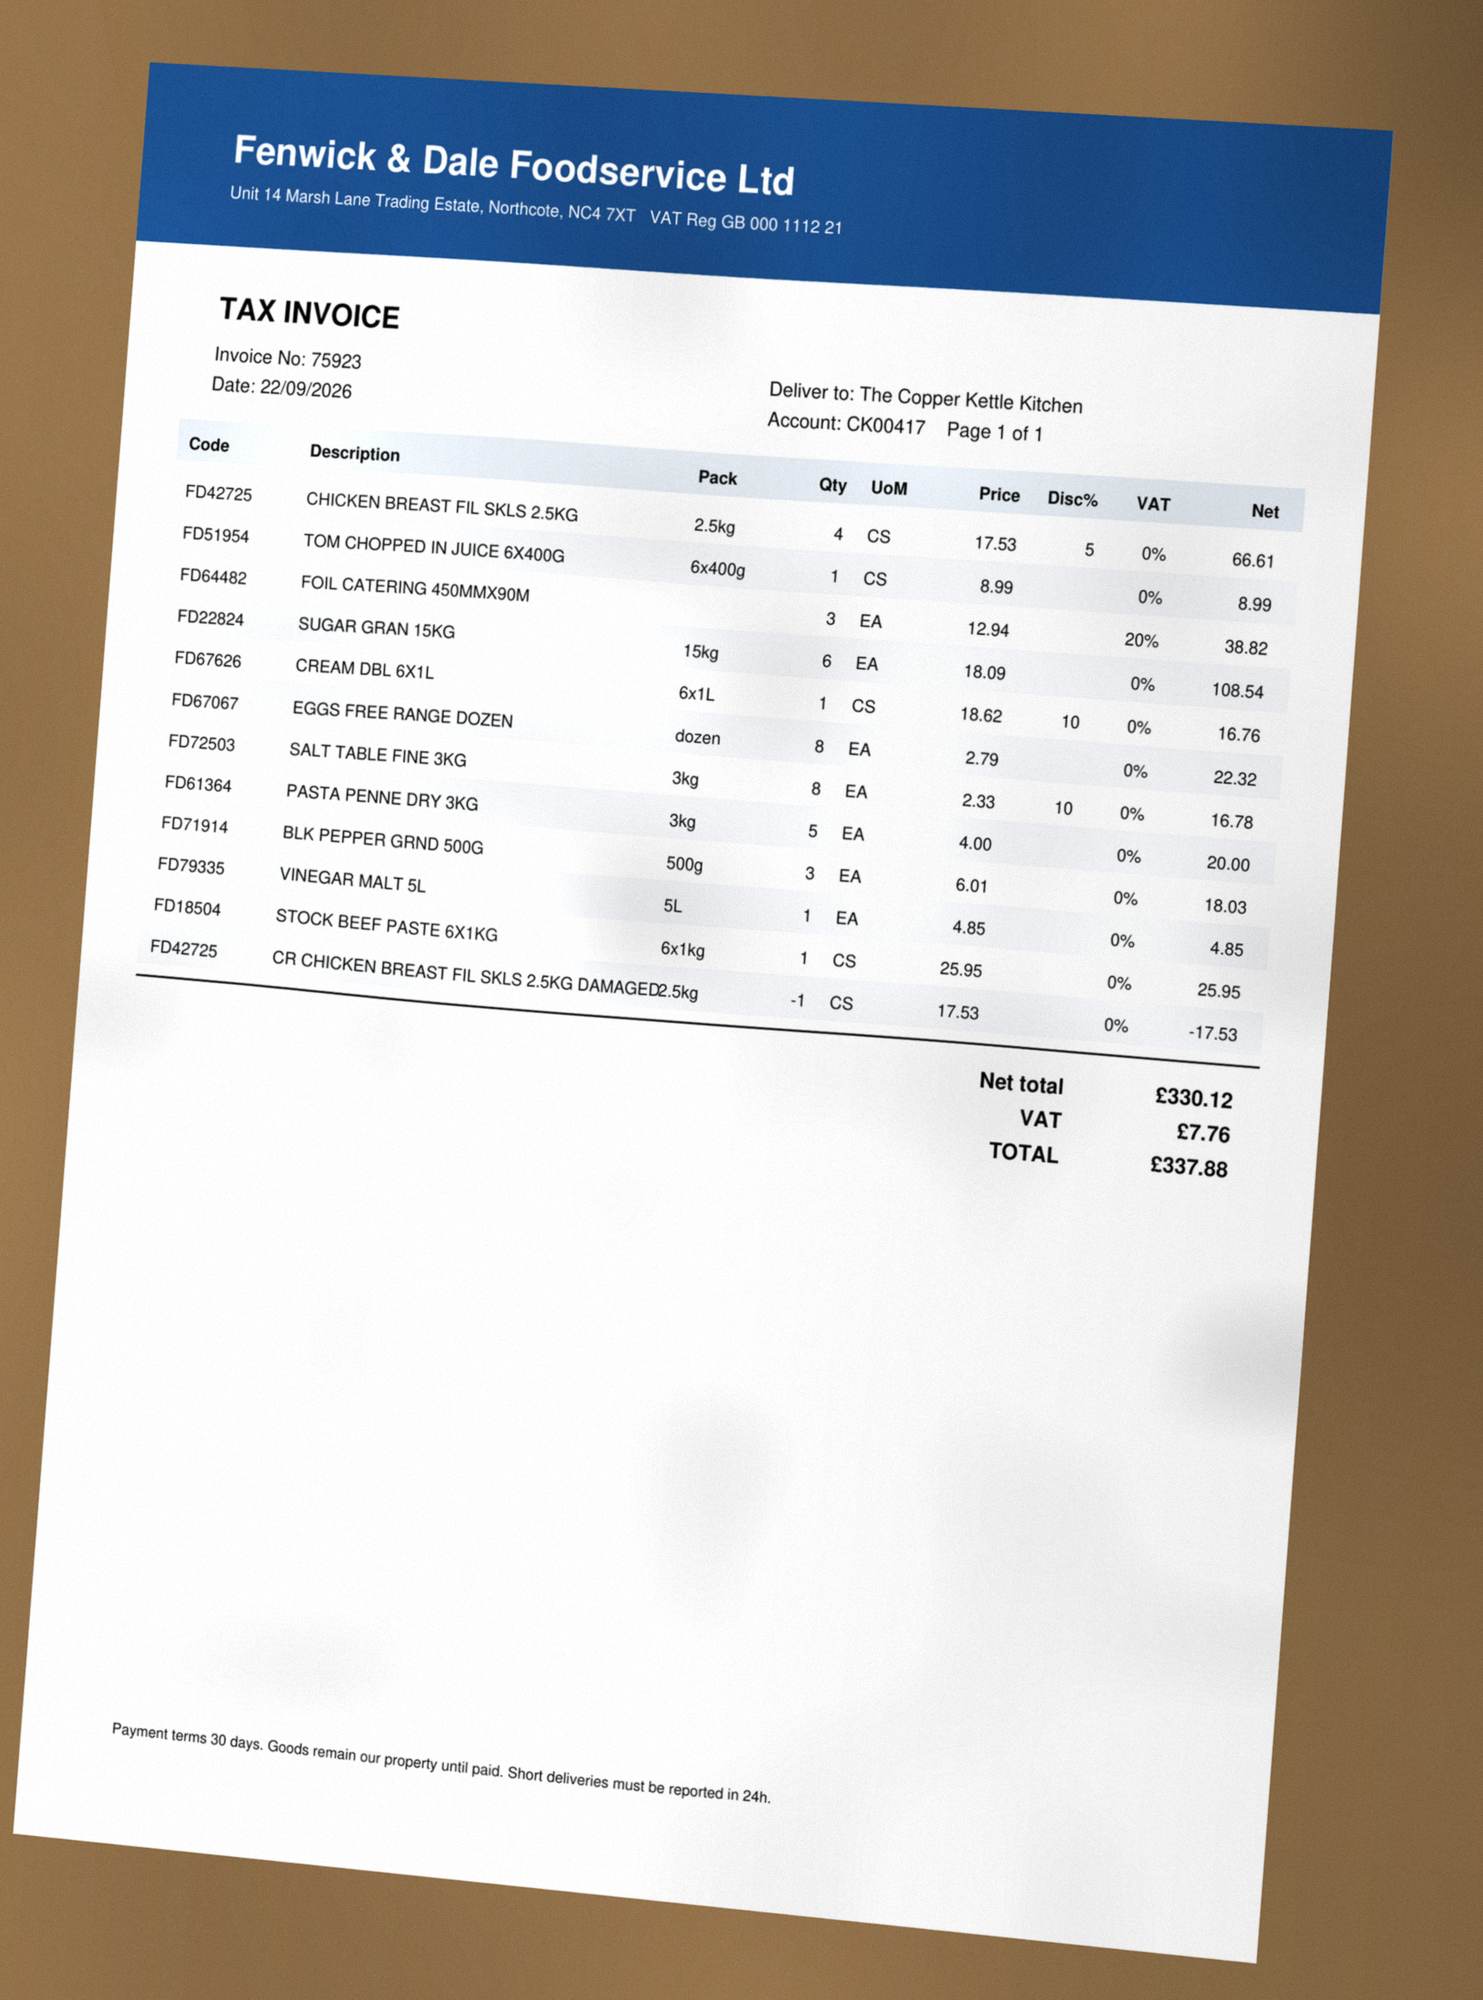 Fenwick & Dale Foodservice Ltd
Unit 14 Marsh Lane Trading Estate, Northcote, NC4 7XT VAT Reg GB 000 1112 21
TAX INVOICE
Invoice No: 75923
Date: 22/09/2026
Deliver to: The Copper Kettle Kitchen
Account: CK00417 Page 1 of 1
Code Description Pack Qty UoM Price Disc% VAT Net
FD42725 CHICKEN BREAST FIL SKLS 2.5KG 2.5kg 4 CS 17.53 5 0% 66.61
FD51954 TOM CHOPPED IN JUICE 6X400G 6x400g 1 CS 8.99 0% 8.99
FD64482 FOIL CATERING 450MMX90M 3 EA 12.94 20% 38.82
FD22824 SUGAR GRAN 15KG 15kg 6 EA 18.09 0% 108.54
FD67626 CREAM DBL 6X1L 6x1L 1 CS 18.62 10 0% 16.76
FD67067 EGGS FREE RANGE DOZEN dozen 8 EA 2.79 0% 22.32
FD72503 SALT TABLE FINE 3KG 3kg 8 EA 2.33 10 0% 16.78
FD61364 PASTA PENNE DRY 3KG 3kg 5 EA 4.00 0% 20.00
FD71914 BLK PEPPER GRND 500G 500g 3 EA 6.01 0% 18.03
FD79335 VINEGAR MALT 5L 5L 1 EA 4.85 0% 4.85
FD18504 STOCK BEEF PASTE 6X1KG 6x1kg 1 CS 25.95 0% 25.95
FD42725 CR CHICKEN BREAST FIL SKLS 2.5KG DAMAGED 2.5kg -1 CS 17.53 0% -17.53
Net total £330.12
VAT £7.76
TOTAL £337.88
Payment terms 30 days. Goods remain our property until paid. Short deliveries must be reported in 24h.